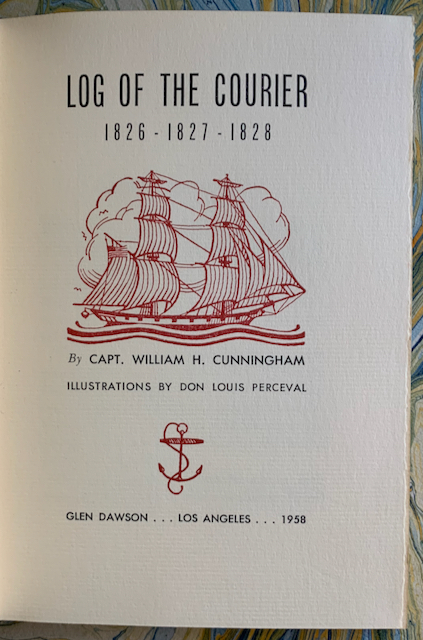 LOG OF THE COURIER
1826 - 1827 - 1828
By CAPT. WILLIAM H. CUNNINGHAM
ILLUSTRATIONS BY DON LOUIS PERCEVAL
GLEN DAWSON . . . LOS ANGELES . . . 1958